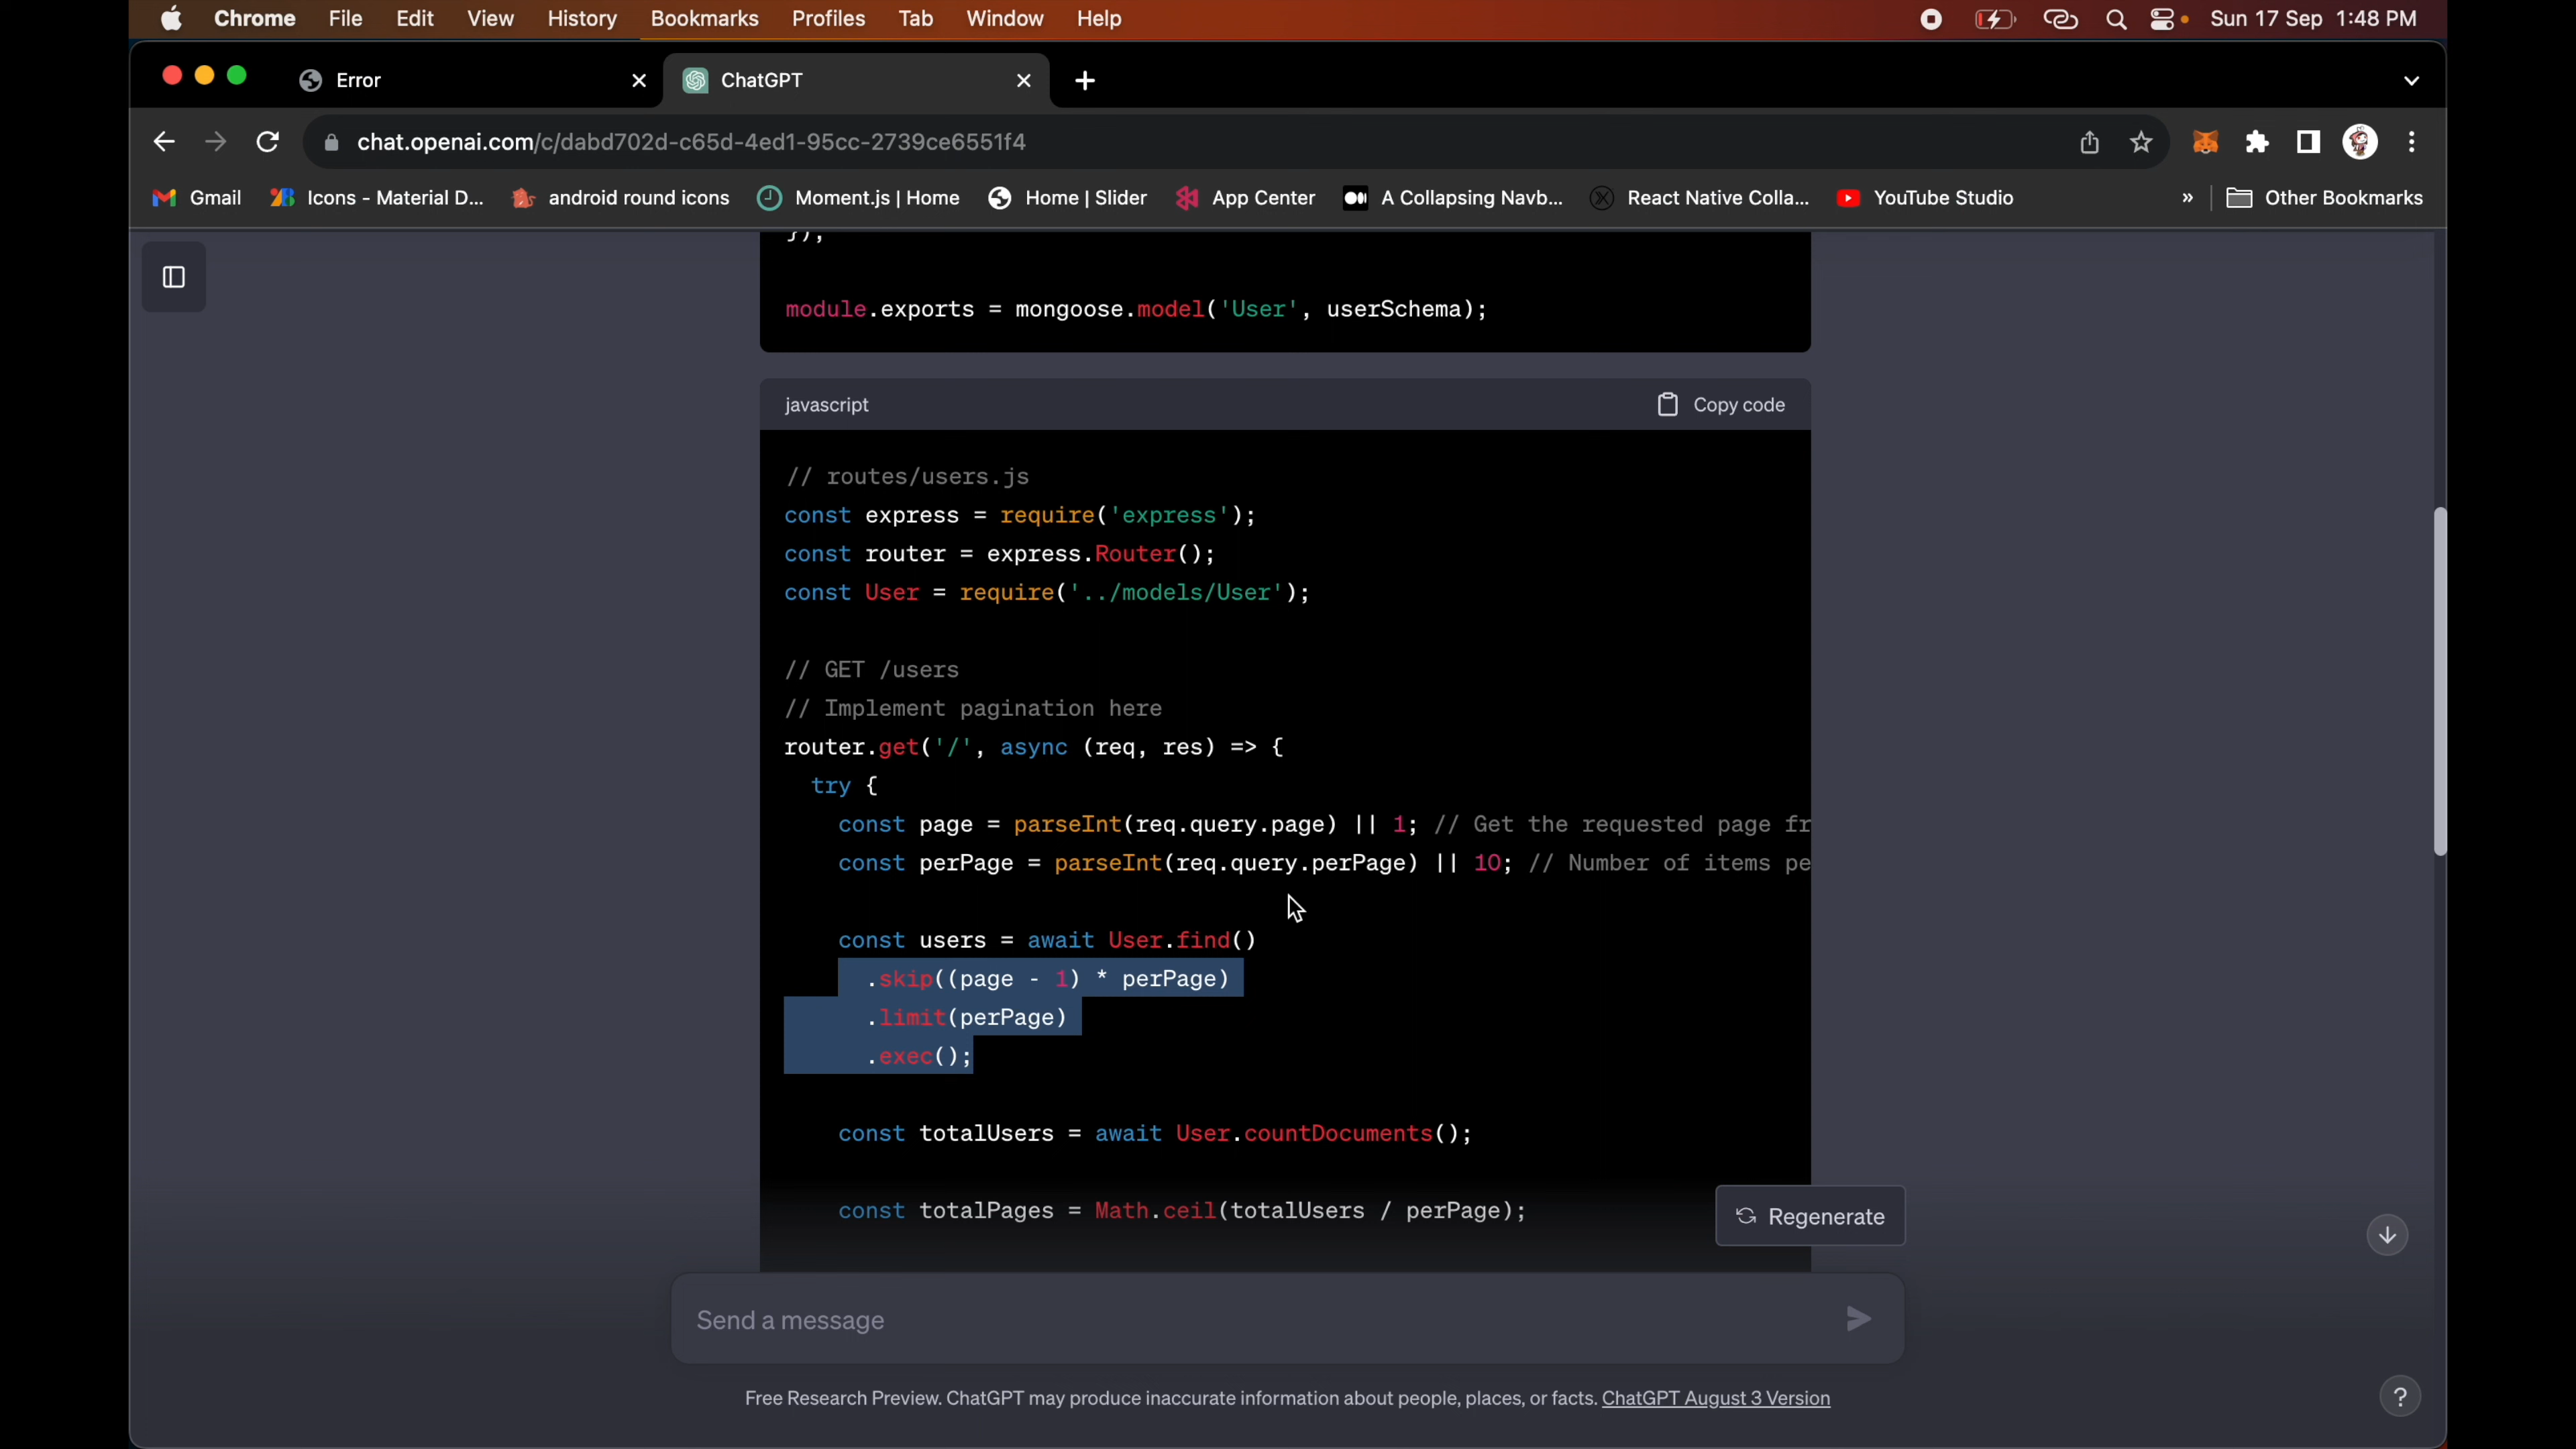 Chrome File Edit View History Bookmarks Profiles Tab Window Help Sun 17 Sep 1:48 PM
Error ChatGPT
chat.openai.com/c/dabd702d-c65d-4ed1-95cc-2739ce6551f4
Gmail Icons - Material D... android round icons Moment.js | Home Home | Slider App Center A Collapsing Navb... React Native Colla... YouTube Studio » Other Bookmarks
});
module.exports = mongoose.model('User', userSchema);
javascript Copy code
// routes/users.js
const express = require('express');
const router = express.Router();
const User = require('../models/User');
// GET /users
// Implement pagination here
router.get('/', async (req, res) => {
try {
const page = parseInt(req.query.page) || 1; // Get the requested page fr
const perPage = parseInt(req.query.perPage) || 10; // Number of items pe
const users = await User.find()
.skip((page - 1) * perPage)
.limit(perPage)
.exec();
const totalUsers = await User.countDocuments();
const totalPages = Math.ceil(totalUsers / perPage);
Regenerate
Send a message
Free Research Preview. ChatGPT may produce inaccurate information about people, places, or facts. ChatGPT August 3 Version
?